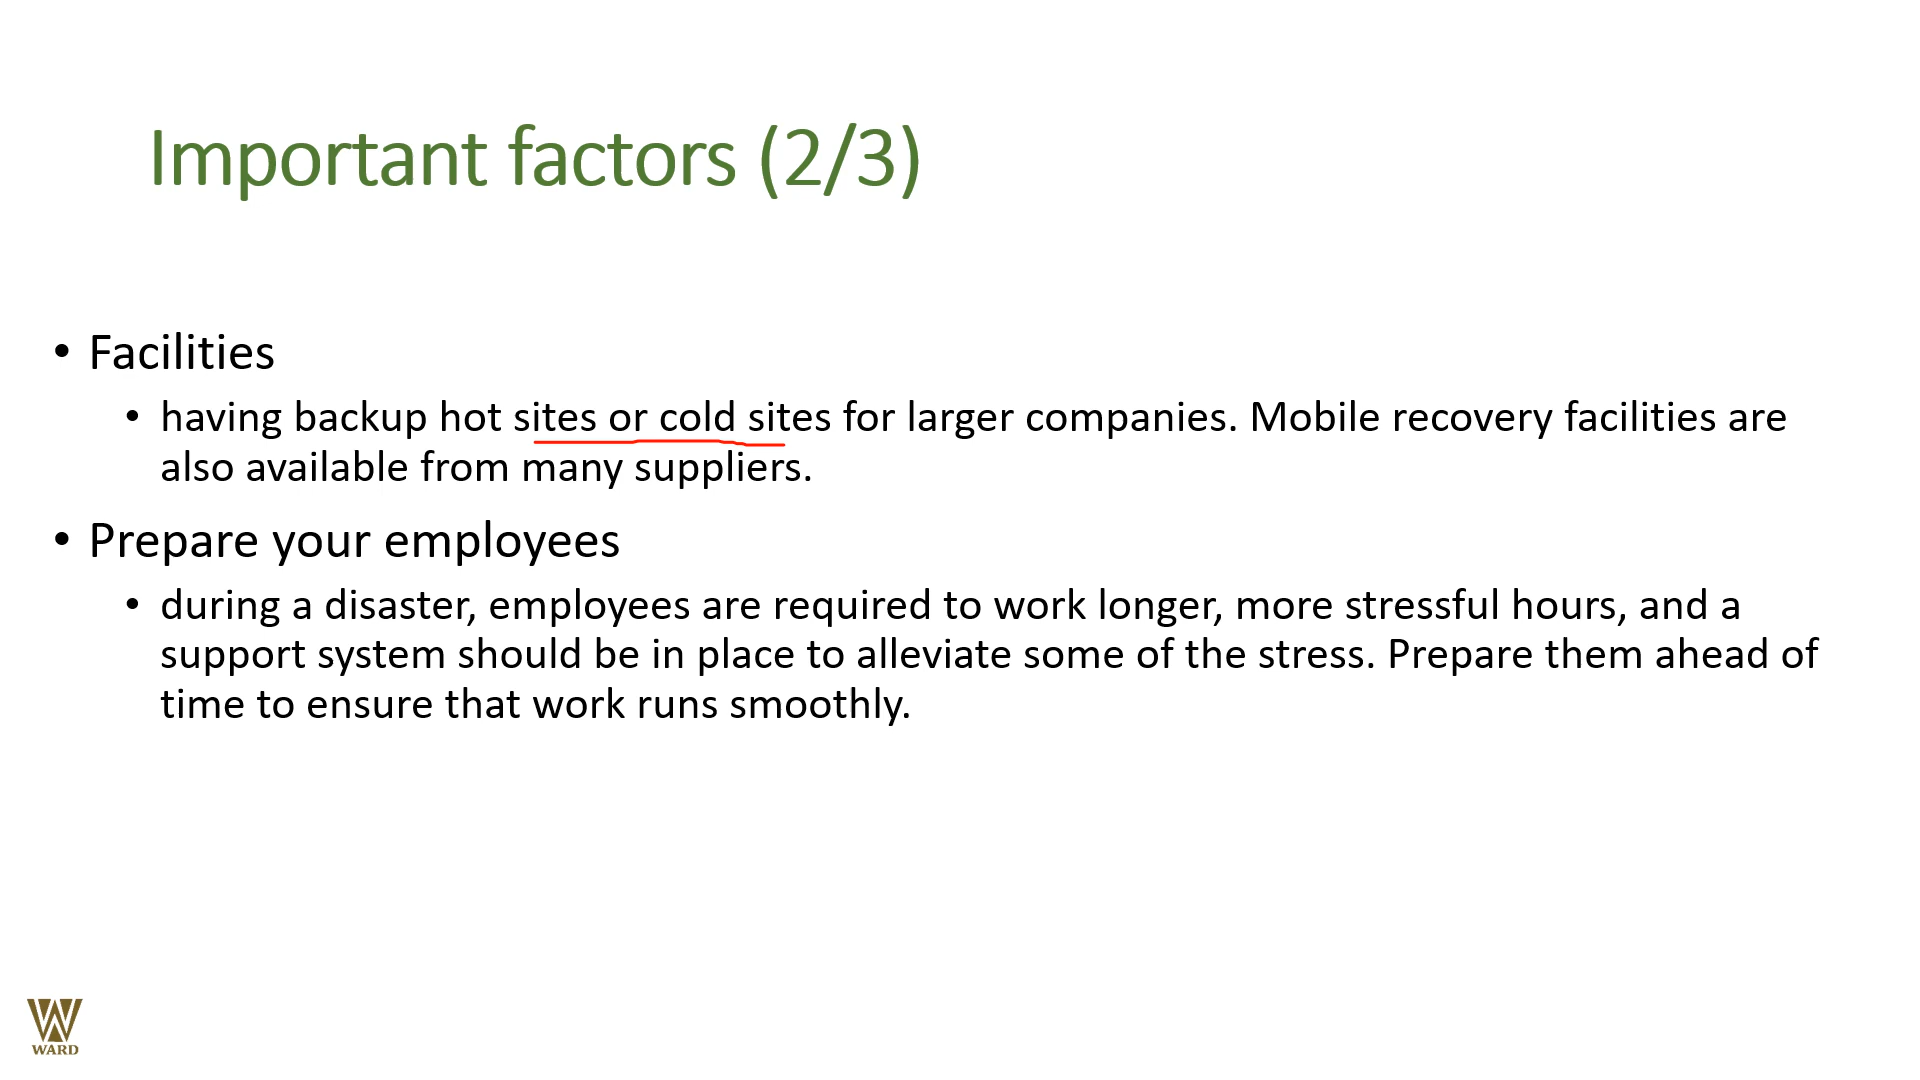 Important factors (2/3)
• Facilities
• having backup hot sites or cold sites for larger companies. Mobile recovery facilities are
also available from many suppliers.
• Prepare your employees
• during a disaster, employees are required to work longer, more stressful hours, and a
support system should be in place to alleviate some of the stress. Prepare them ahead of
time to ensure that work runs smoothly.
WARD